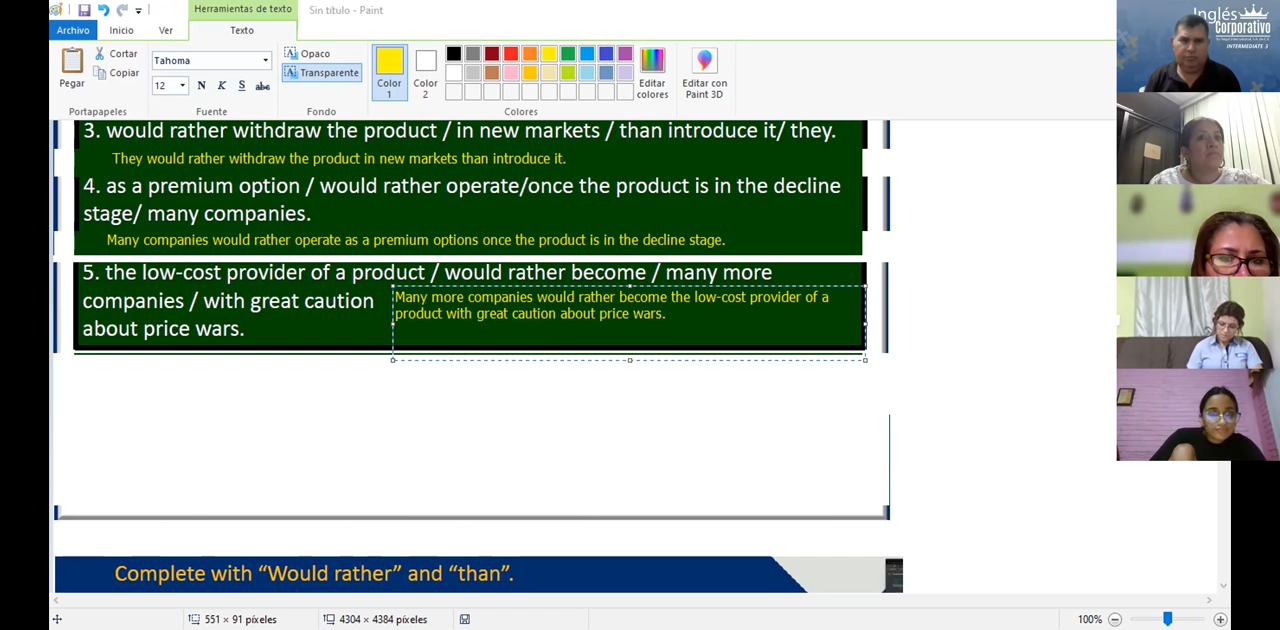 Herramientas de texto
Sin título - Paint
Archivo
Inicio
Ver
Texto
Pegar
Cortar
Copiar
Portapapeles
Tahoma
12
N K S abc
Fuente
Opaco
Transparente
Fondo
Color 1
Color 2
Editar colores
Colores
Editar con Paint 3D
Inglés
Corporativo
INTERMEDIATE 3
3. would rather withdraw the product / in new markets / than introduce it/ they.
They would rather withdraw the product in new markets than introduce it.
4. as a premium option / would rather operate/once the product is in the decline
stage/ many companies.
Many companies would rather operate as a premium options once the product is in the decline stage.
5. the low-cost provider of a product / would rather become / many more
companies / with great caution
about price wars.
Many more companies would rather become the low-cost provider of a
product with great caution about price wars.
Complete with “Would rather” and “than”.
551 × 91 píxeles
4304 × 4384 píxeles
100%